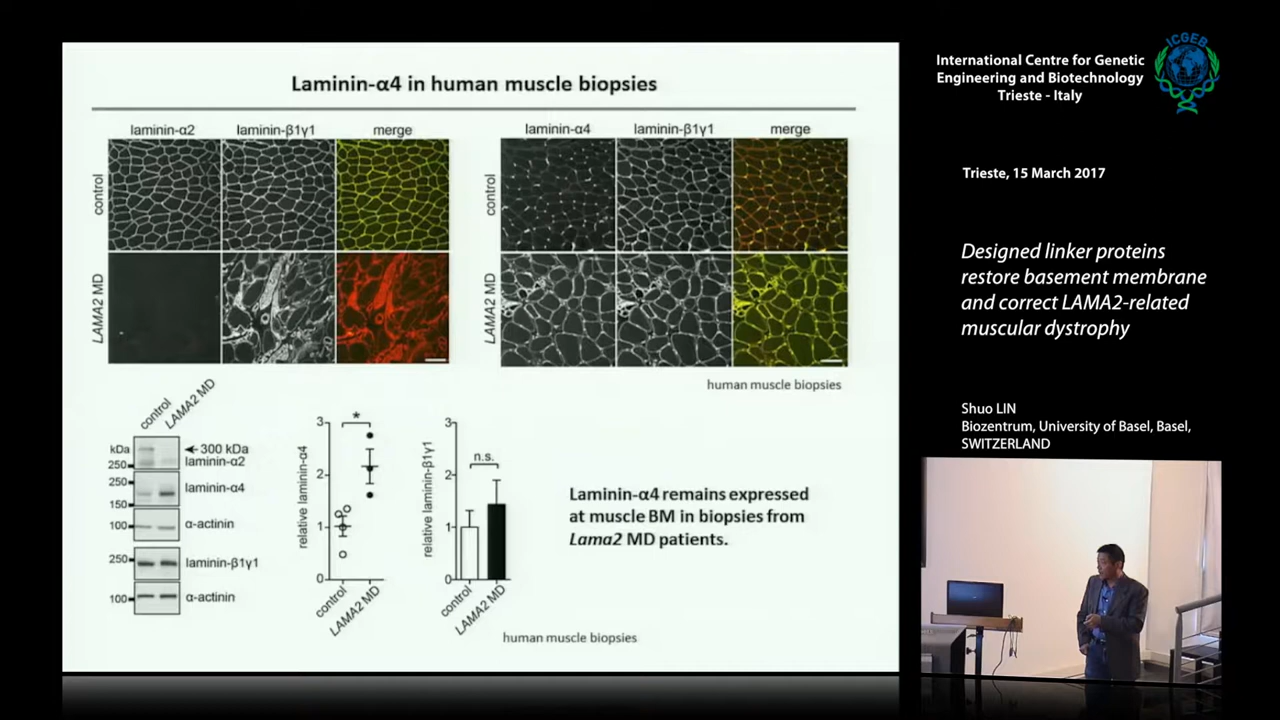 Laminin-α4 in human muscle biopsies
laminin-α2 laminin-β1γ1 merge
control
LAMA2 MD
laminin-α4 laminin-β1γ1 merge
control
LAMA2 MD
human muscle biopsies
control LAMA2 MD
kDa
250
◄-300 kDa
laminin-α2
250
150
laminin-α4
100
α-actinin
250
laminin-β1γ1
100
α-actinin
relative laminin-α4
3
2
1
0
*
control
LAMA2 MD
relative laminin-β1γ1
3
2
1
0
n.s.
control
LAMA2 MD
human muscle biopsies
Laminin-α4 remains expressed
at muscle BM in biopsies from
Lama2 MD patients.
ICGEB
International Centre for Genetic
Engineering and Biotechnology
Trieste - Italy
Trieste, 15 March 2017
Designed linker proteins
restore basement membrane
and correct LAMA2-related
muscular dystrophy
Shuo LIN
Biozentrum, University of Basel, Basel,
SWITZERLAND